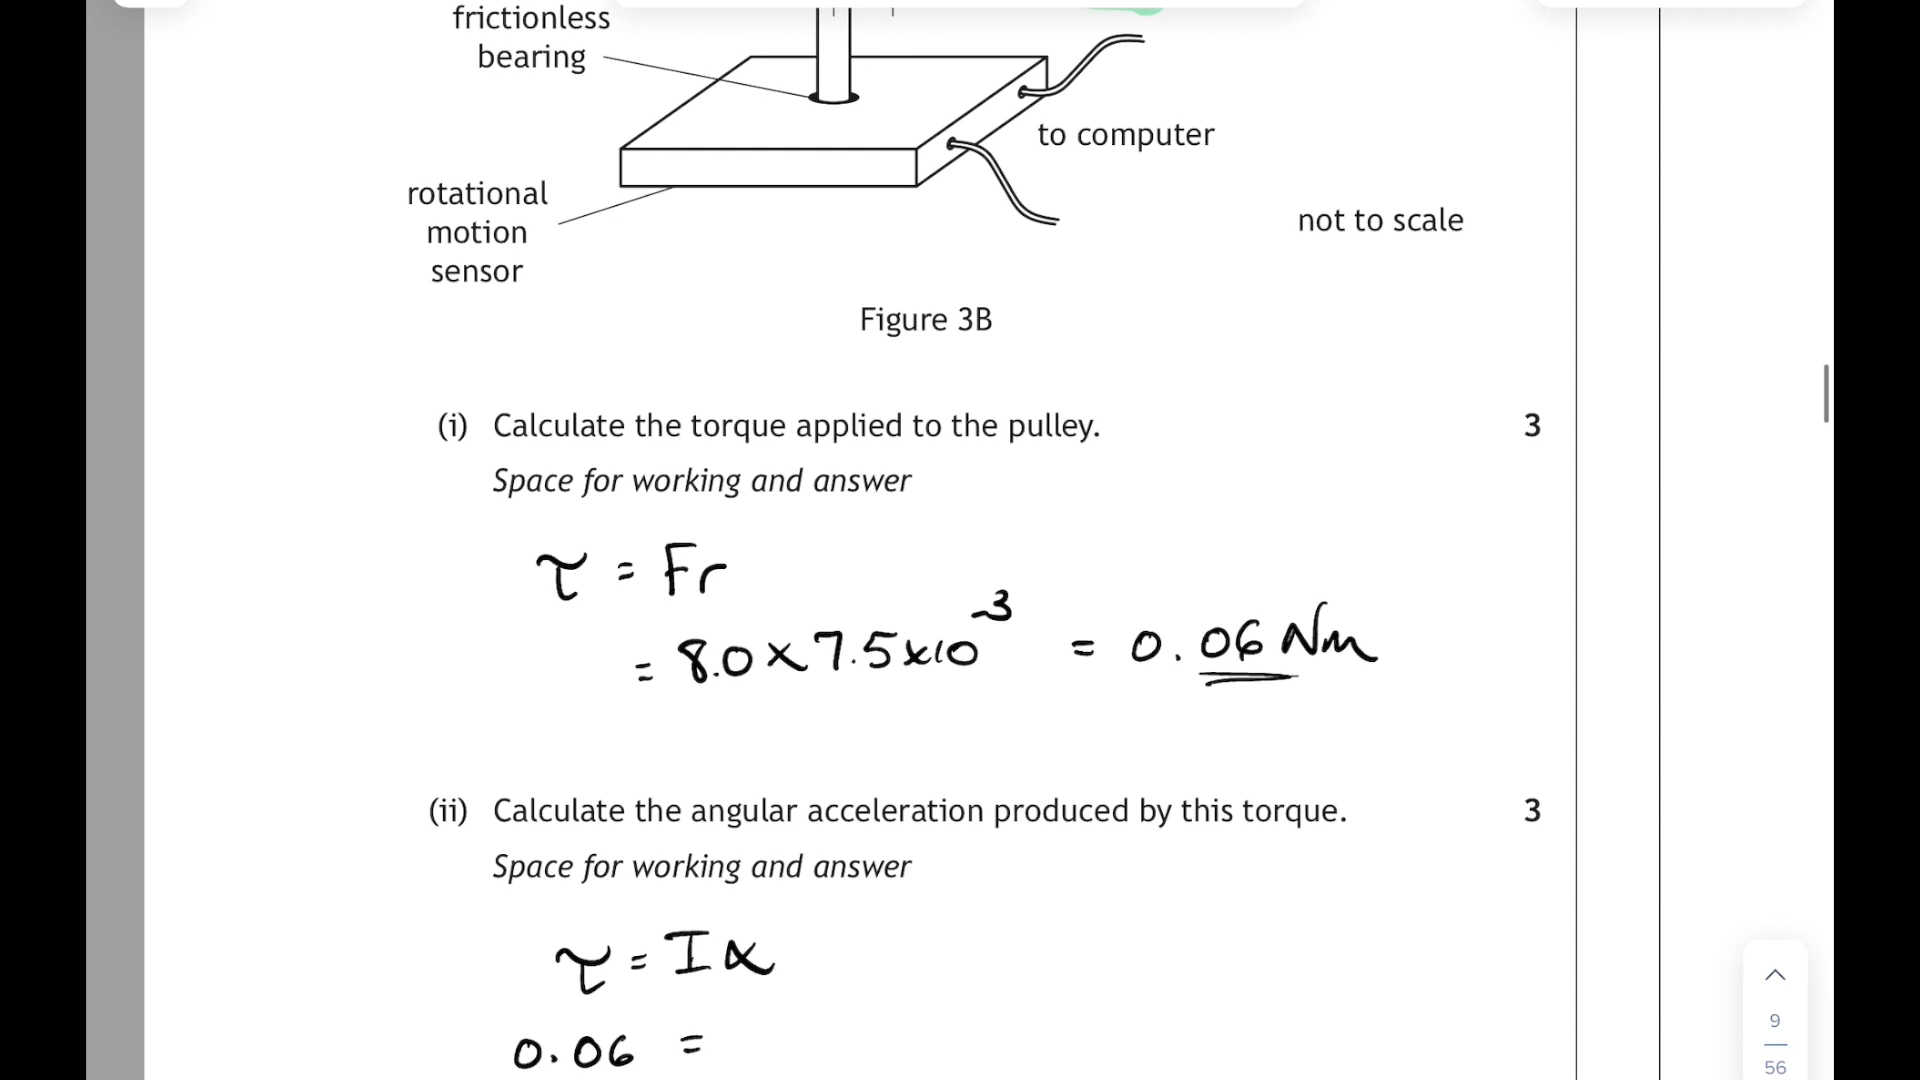 frictionless
bearing
to computer
rotational
motion
sensor
not to scale
Figure 3B
(i) Calculate the torque applied to the pulley. 3
Space for working and answer
τ = Fr
= 8.0 × 7.5×10⁻³ = 0.06 Nm
(ii) Calculate the angular acceleration produced by this torque. 3
Space for working and answer
τ = Iα
0.06 =
9
56